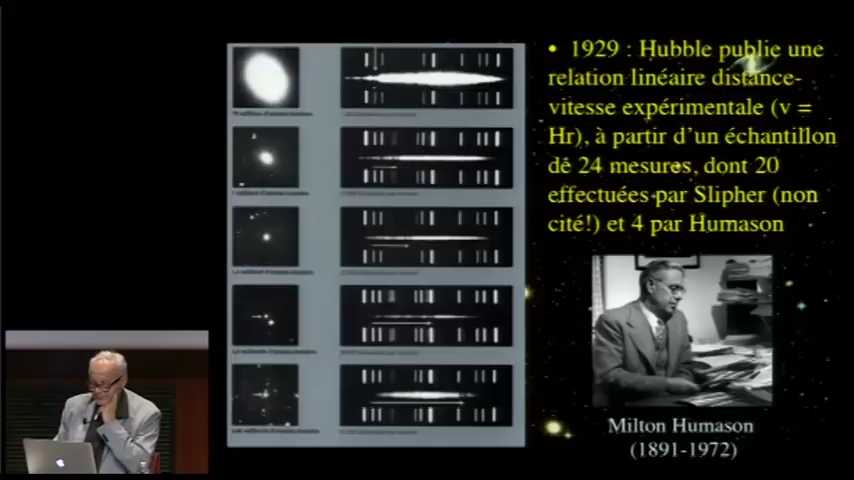 • 1929 : Hubble publie une
relation linéaire distance-
vitesse expérimentale (v =
Hr), à partir d'un échantillon
de 24 mesures, dont 20
effectuées par Slipher (non
cité!) et 4 par Humason
Milton Humason
(1891-1972)